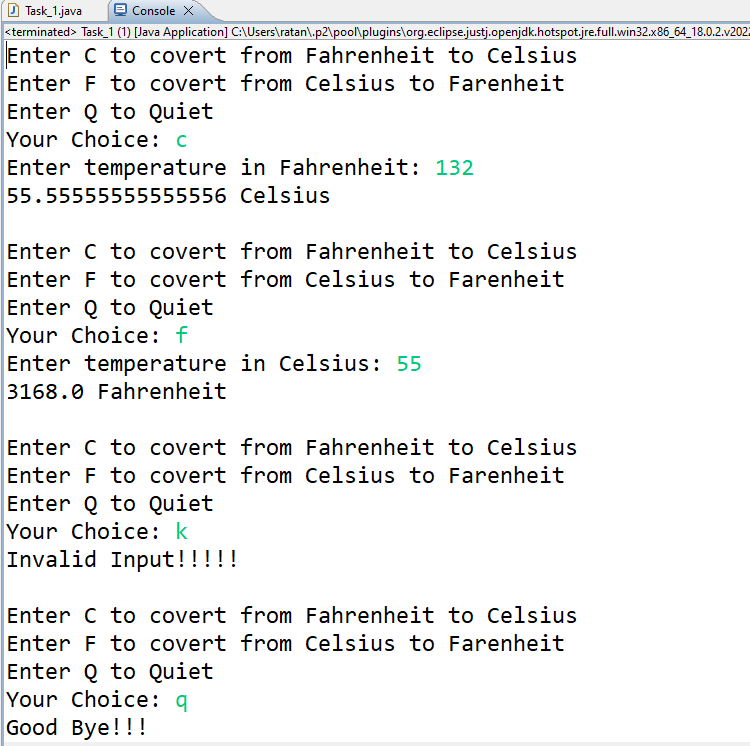 Task_1.java Console
<terminated> Task_1 (1) [Java Application] C:\Users\ratan\.p2\pool\plugins\org.eclipse.justj.openjdk.hotspot.jre.full.win32.x86_64_18.0.2.v2022
Enter C to covert from Fahrenheit to Celsius
Enter F to covert from Celsius to Farenheit
Enter Q to Quiet
Your Choice: c
Enter temperature in Fahrenheit: 132
55.55555555555556 Celsius
Enter C to covert from Fahrenheit to Celsius
Enter F to covert from Celsius to Farenheit
Enter Q to Quiet
Your Choice: f
Enter temperature in Celsius: 55
3168.0 Fahrenheit
Enter C to covert from Fahrenheit to Celsius
Enter F to covert from Celsius to Farenheit
Enter Q to Quiet
Your Choice: k
Invalid Input!!!!!
Enter C to covert from Fahrenheit to Celsius
Enter F to covert from Celsius to Farenheit
Enter Q to Quiet
Your Choice: q
Good Bye!!!